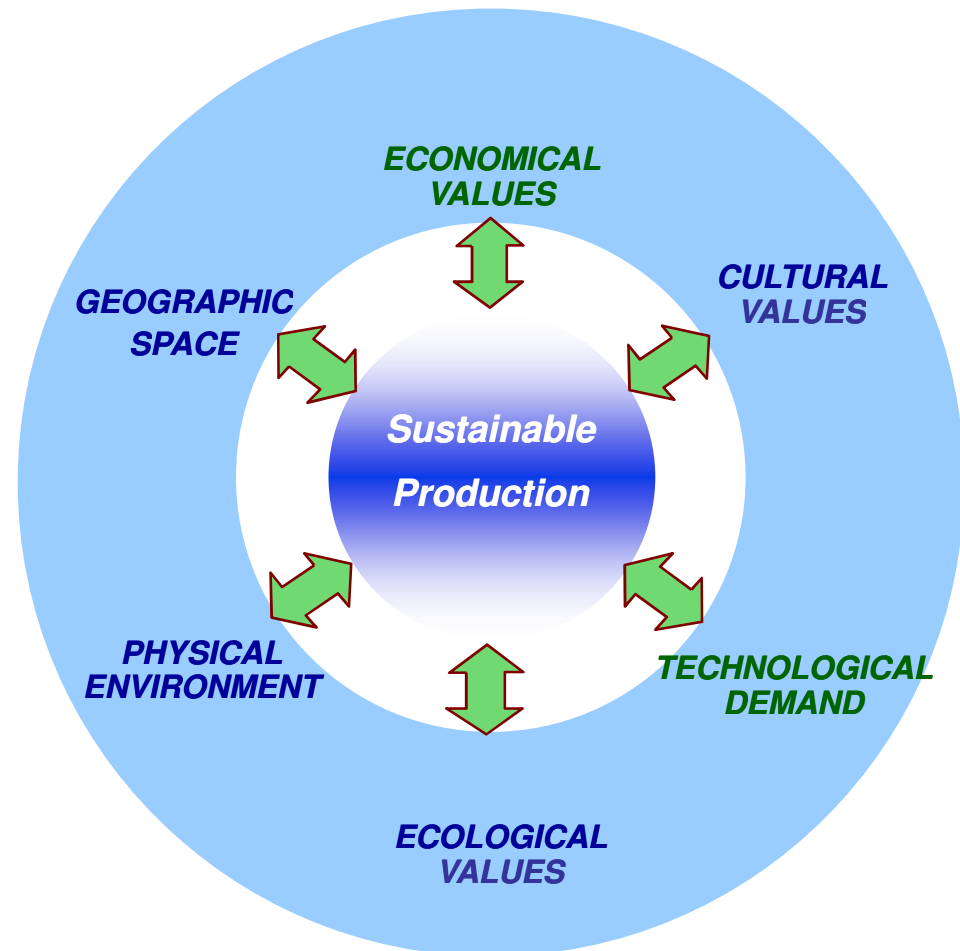 ECONOMICAL
VALUES
CULTURAL
VALUES
GEOGRAPHIC
SPACE
Sustainable
Production
PHYSICAL
ENVIRONMENT
TECHNOLOGICAL
DEMAND
ECOLOGICAL
VALUES